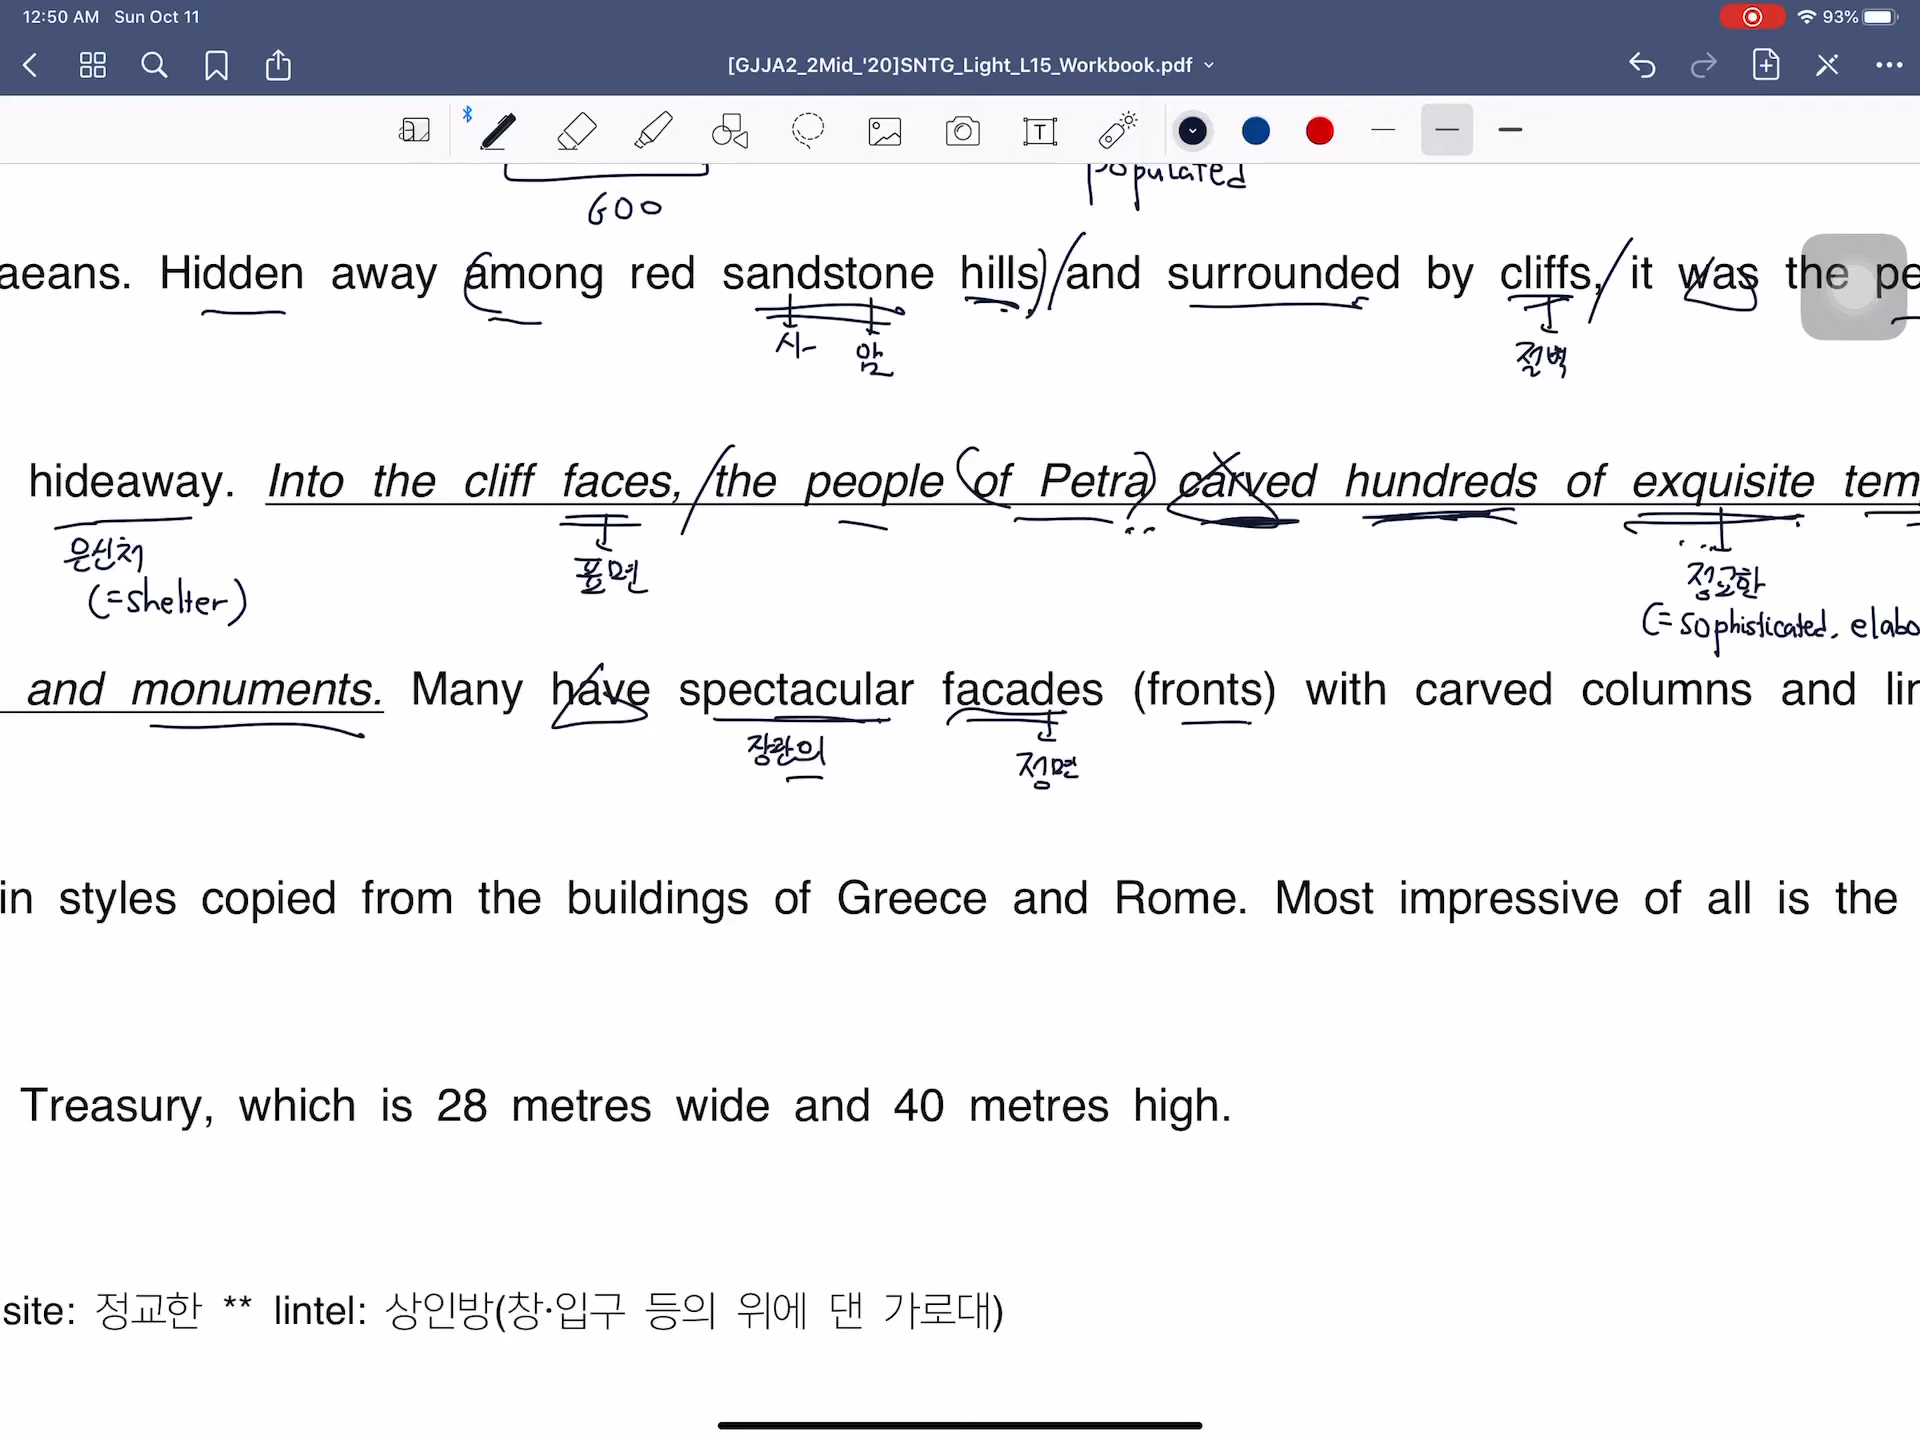 12:50 AM Sun Oct 11
93%
[GJJA2_2Mid_'20]SNTG_Light_L15_Workbook.pdf
populated
600
aeans. Hidden away among red sandstone hills, and surrounded by cliffs, it was the pe
사 암
절벽
hideaway. Into the cliff faces, the people of Petra carved hundreds of exquisite tem
은신처
표면
정교한
(=shelter)
(=sophisticated, elabo
and monuments. Many have spectacular facades (fronts) with carved columns and lin
장관의
정면
in styles copied from the buildings of Greece and Rome. Most impressive of all is the
Treasury, which is 28 metres wide and 40 metres high.
site: 정교한 ** lintel: 상인방(창·입구 등의 위에 댄 가로대)